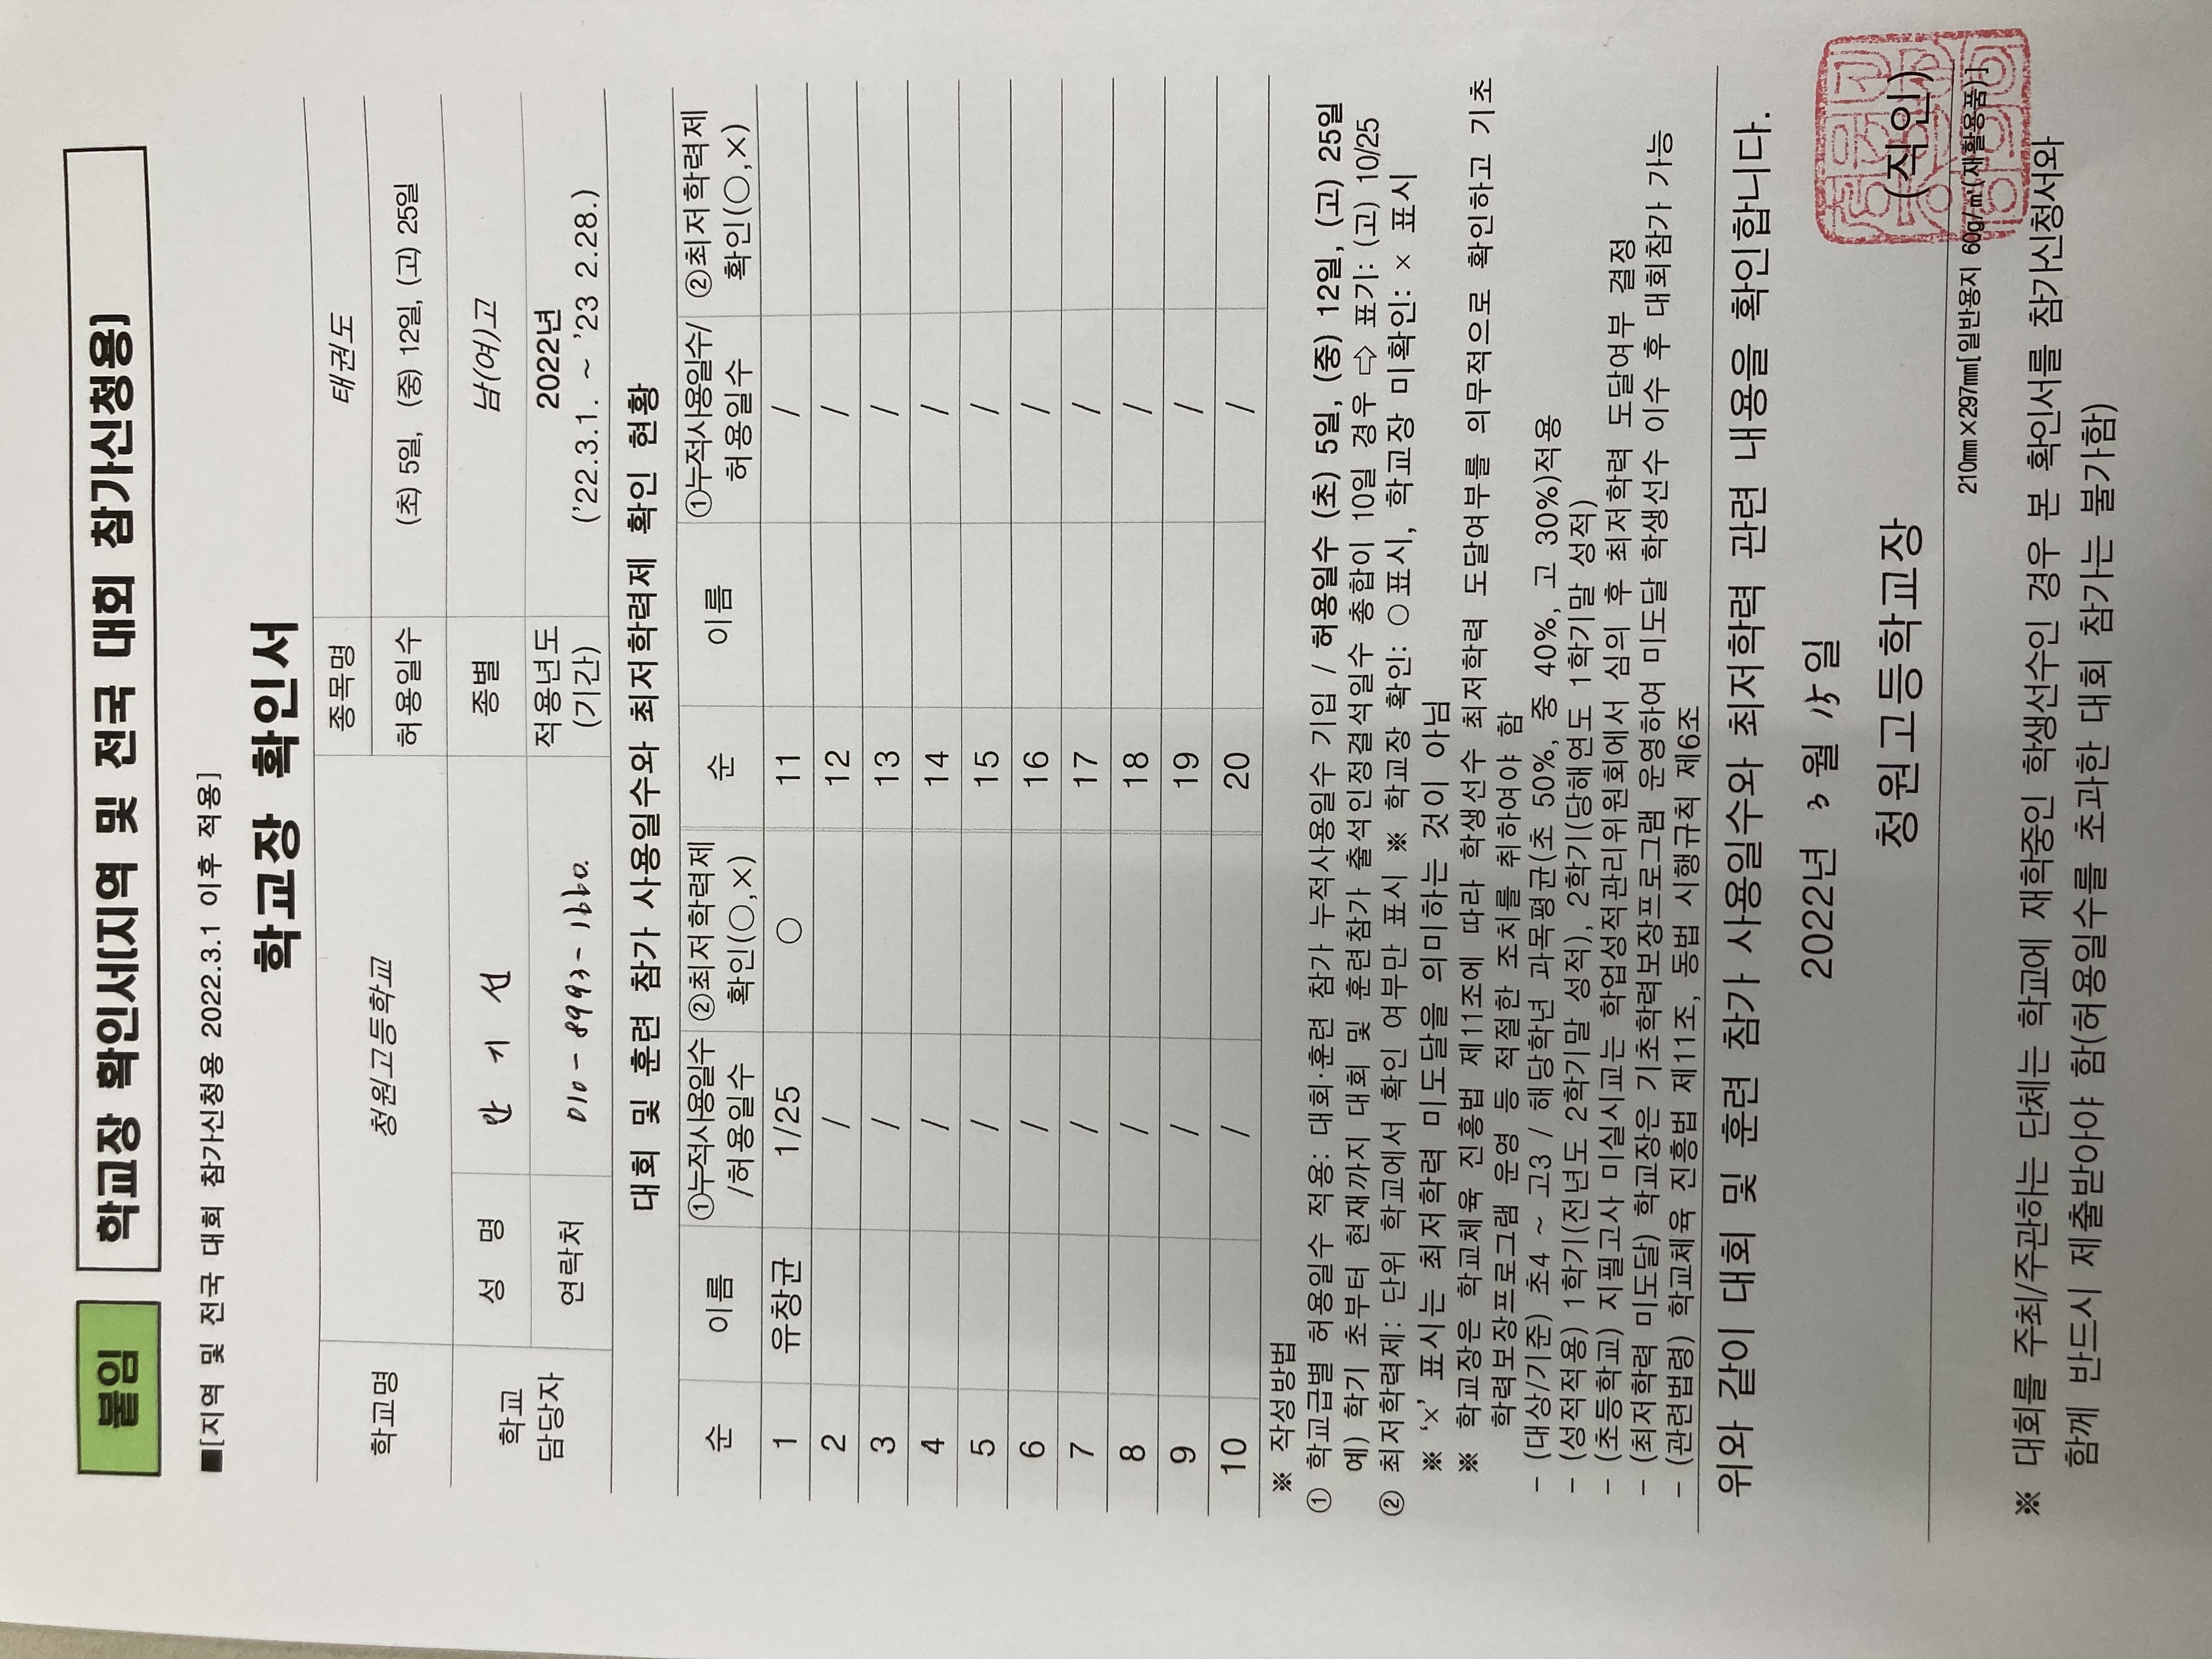 붙임 학교장 확인서[지역 및 전국 대회 참가신청용]
■[지역 및 전국 대회 참가신청용 2022.3.1 이후 적용]
학교장 확인서
학교명 청원고등학교 종목명 태권도
허용일수 (초) 5일, (중) 12일, (고) 25일
학교 담당자 성 명 안 기 선 종별 남(여)고
연락처 010-8993-1660. 적용년도 (기간) 2022년 ('22.3.1. ~ '23 2.28.)
대회 및 훈련 참가 사용일수와 최저학력제 확인 현황
순 이름 ①누적사용일수 /허용일수 ②최저학력제 확인(○,×) 순 이름 ①누적사용일수/ 허용일수 ②최저학력제 확인(○,×)
1 유창균 1/25 ○ 11 /
2 / 12 /
3 / 13 /
4 / 14 /
5 / 15 /
6 / 16 /
7 / 17 /
8 / 18 /
9 / 19 /
10 / 20 /
※ 작성방법
① 학교급별 허용일수 적용: 대회·훈련 참가 누적사용일수 기입 / 허용일수 (초) 5일, (중) 12일, (고) 25일
예) 학기 초부터 현재까지 대회 및 훈련참가 출석인정결석일수 총합이 10일 경우 ⇨ 표기: (고) 10/25
② 최저학력제: 단위 학교에서 확인 여부만 표시 ※ 학교장 확인: ○표시, 학교장 미확인: × 표시
※ '×' 표시는 최저학력 미도달을 의미하는 것이 아님
※ 학교장은 학교체육 진흥법 제11조에 따라 학생선수 최저학력 도달여부를 의무적으로 확인하고 기초
학력보장프로그램 운영 등 적절한 조치를 취하여야 함
- (대상/기준) 초4 ~ 고3 / 해당학년 과목평균(초 50%, 중 40%, 고 30%)적용
- (성적적용) 1학기(전년도 2학기말 성적), 2학기(당해연도 1학기말 성적)
- (초등학교) 지필고사 미실시교는 학업성적관리위원회에서 심의 후 최저학력 도달여부 결정
- (최저학력 미도달) 학교장은 기초학력보장프로그램 운영하여 미도달 학생선수 이수 후 대회참가 가능
- (관련법령) 학교체육 진흥법 제11조, 동법 시행규칙 제6조
위와 같이 대회 및 훈련 참가 사용일수와 최저학력 관련 내용을 확인합니다.
2022년 3 월 15 일
청원고등학교장 (직인)
210㎜×297㎜[일반용지 60g/㎡(재활용품)]
※ 대회를 주최/주관하는 단체는 학교에 재학중인 학생선수인 경우 본 확인서를 참가신청서와
함께 반드시 제출받아야 함(허용일수를 초과한 대회 참가는 불가함)